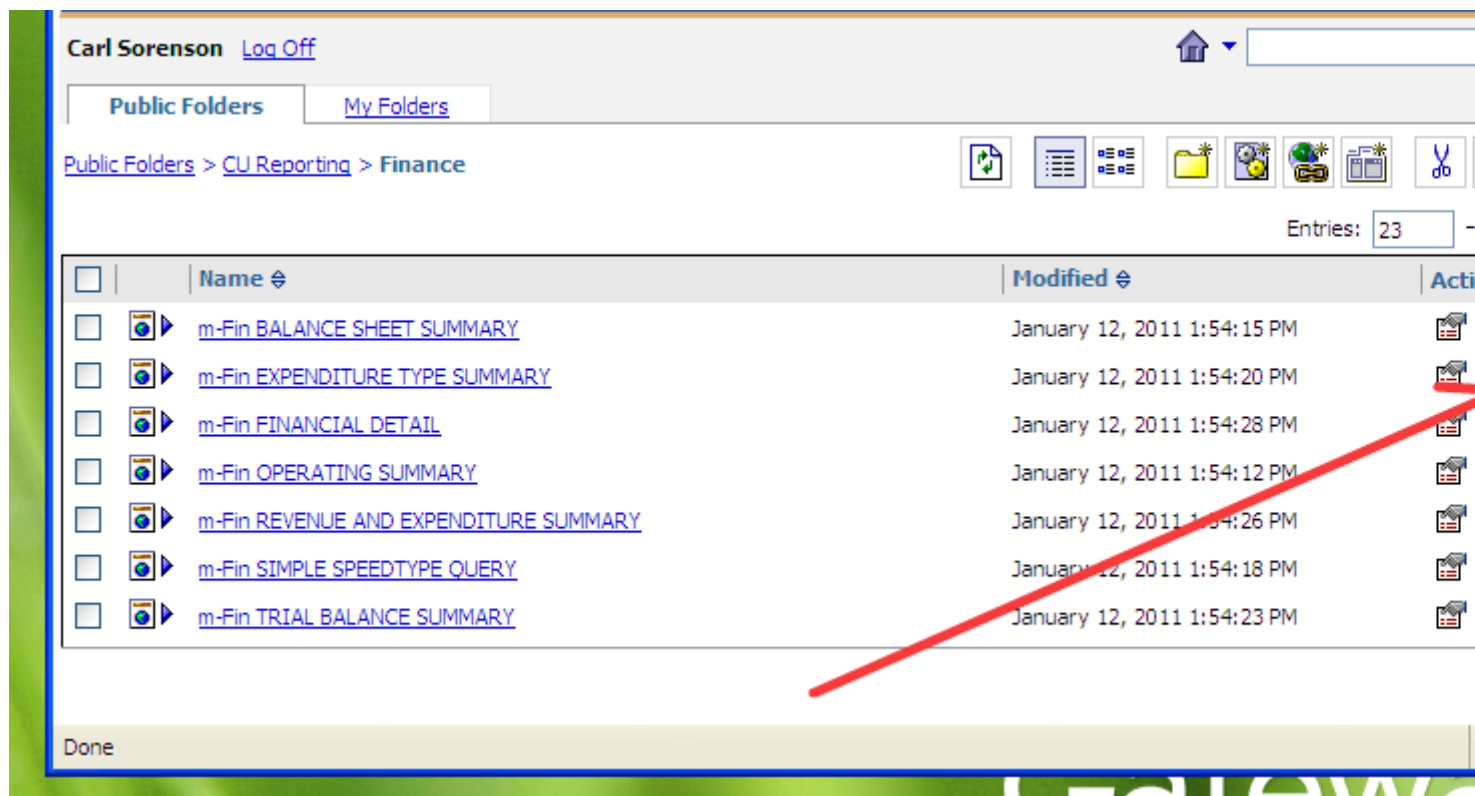 Carl Sorenson Log Off
Public Folders My Folders
Public Folders > CU Reporting > Finance
Entries: 23 -
Name Modified
m-Fin BALANCE SHEET SUMMARY January 12, 2011 1:54:15 PM
m-Fin EXPENDITURE TYPE SUMMARY January 12, 2011 1:54:20 PM
m-Fin FINANCIAL DETAIL January 12, 2011 1:54:28 PM
m-Fin OPERATING SUMMARY January 12, 2011 1:54:12 PM
m-Fin REVENUE AND EXPENDITURE SUMMARY January 12, 2011 1:54:26 PM
m-Fin SIMPLE SPEEDTYPE QUERY January 12, 2011 1:54:18 PM
m-Fin TRIAL BALANCE SUMMARY January 12, 2011 1:54:23 PM
Done